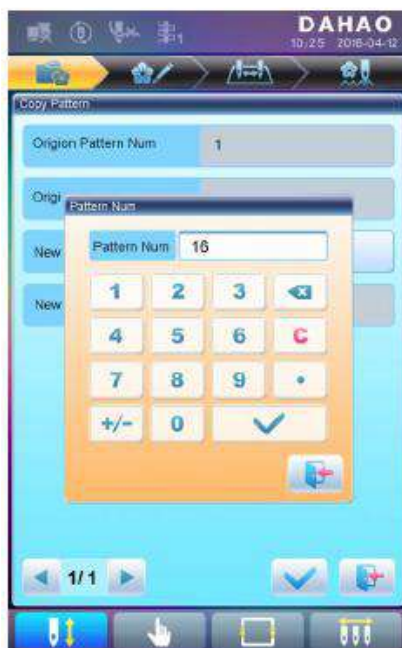 DAHAO
1
10:25 2016-04-12
Copy Pattern
Origion Pattern Num 1
Origi
Pattern Num
Pattern Num 16
New
1 2 3
New
4 5 6 C
7 8 9 •
+/- 0
1/1